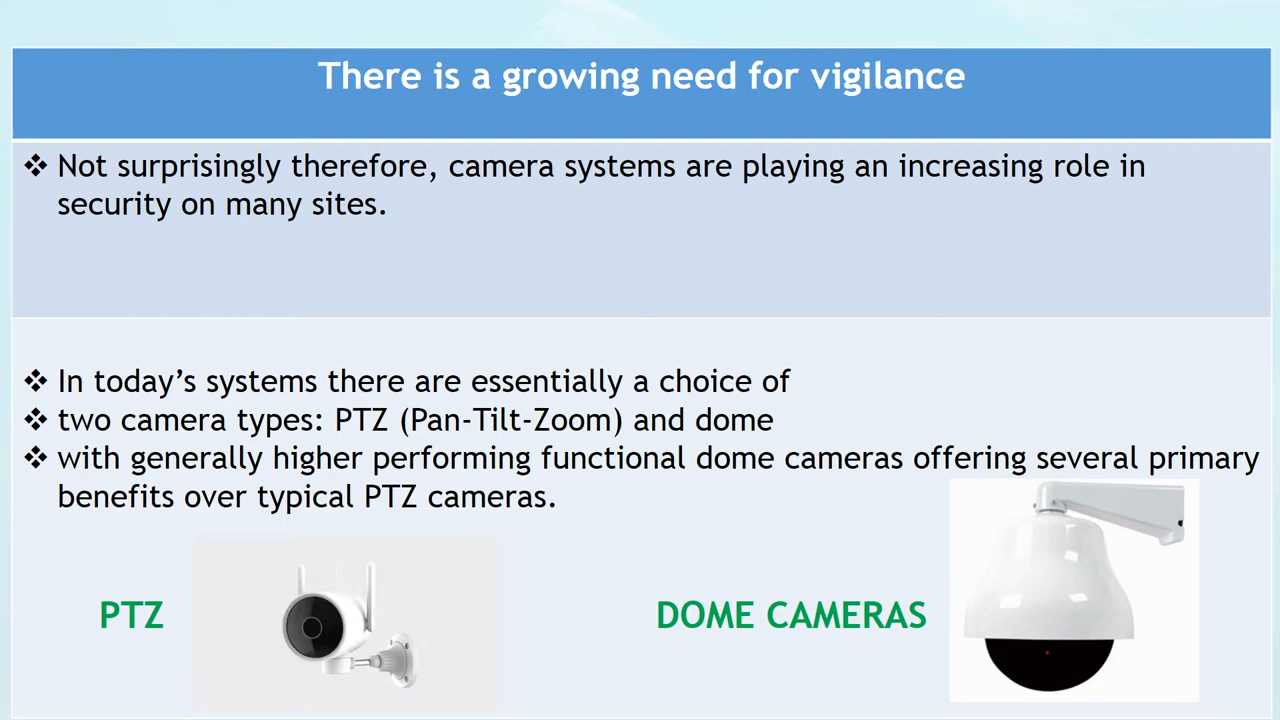 There is a growing need for vigilance
❖ Not surprisingly therefore, camera systems are playing an increasing role in
security on many sites.
❖ In today’s systems there are essentially a choice of
❖ two camera types: PTZ (Pan-Tilt-Zoom) and dome
❖ with generally higher performing functional dome cameras offering several primary
benefits over typical PTZ cameras.
PTZ
DOME CAMERAS